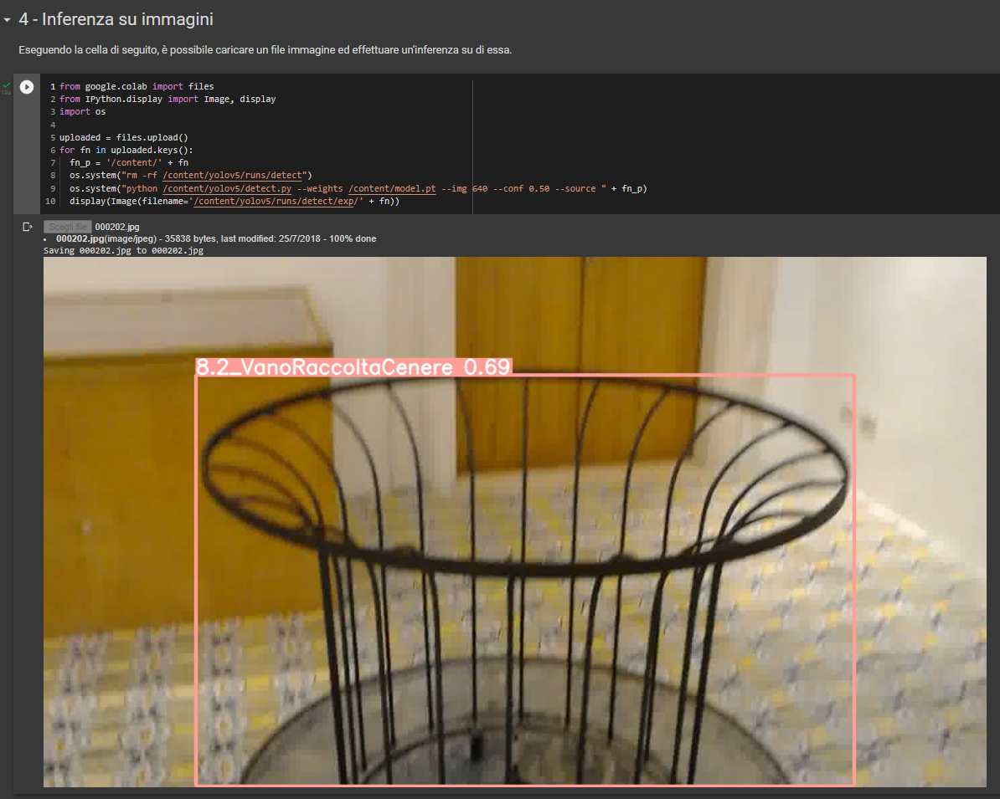 4 - Inferenza su immagini
Eseguendo la cella di seguito, è possibile caricare un file immagine ed effettuare un'inferenza su di essa.
1 from google.colab import files
2 from IPython.display import Image, display
3 import os
4
5 uploaded = files.upload()
6 for fn in uploaded.keys():
7 fn_p = '/content/' + fn
8 os.system("rm -rf /content/yolov5/runs/detect")
9 os.system("python /content/yolov5/detect.py --weights /content/model.pt --img 640 --conf 0.50 --source " + fn_p)
10 display(Image(filename='/content/yolov5/runs/detect/exp/' + fn))
Scegli file 000202.jpg
• 000202.jpg(image/jpeg) - 35838 bytes, last modified: 25/7/2018 - 100% done
Saving 000202.jpg to 000202.jpg
8.2_VanoRaccoltaCenere 0.69